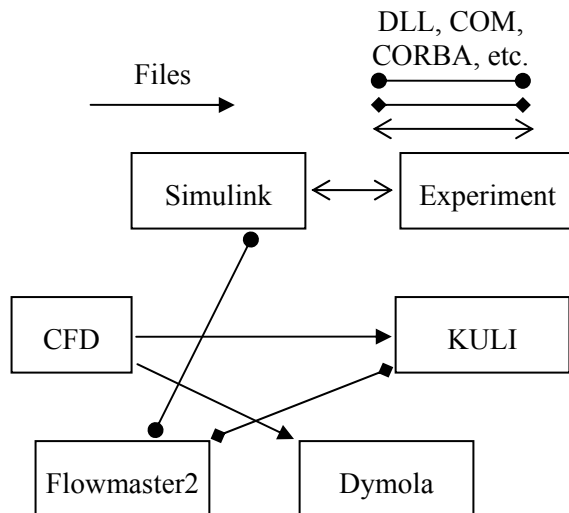 DLL, COM,
CORBA, etc.
Files
Simulink
Experiment
CFD
KULI
Flowmaster2
Dymola